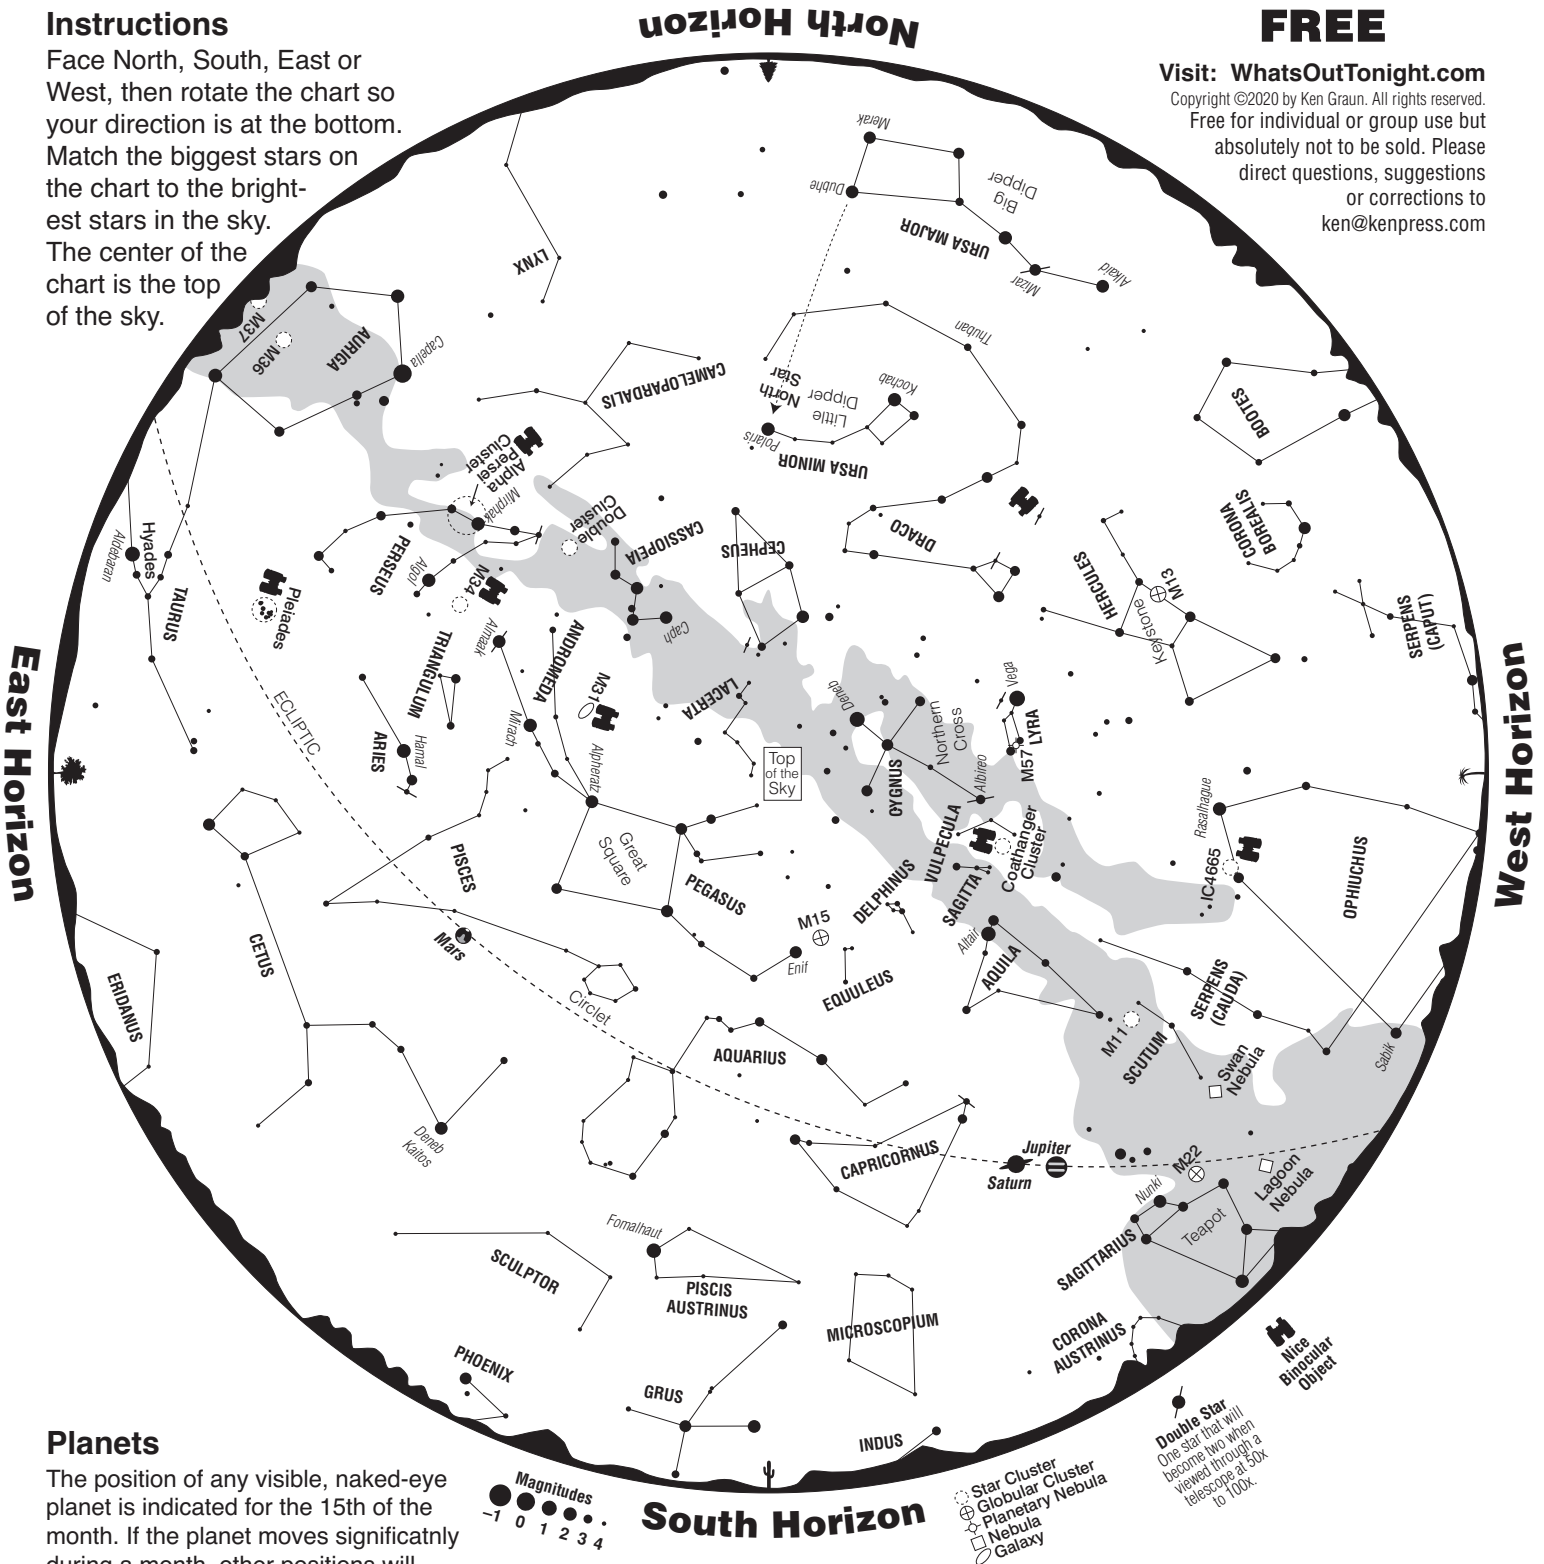 Instructions
Face North, South, East or
West, then rotate the chart so
your direction is at the bottom.
Match the biggest stars on
the chart to the bright-
est stars in the sky.
The center of the
chart is the top
of the sky.
North Horizon
FREE
Visit: WhatsOutTonight.com
Copyright ©2020 by Ken Graun. All rights reserved.
Free for individual or group use but
absolutely not to be sold. Please
direct questions, suggestions
or corrections to
ken@kenpress.com
Merak
Dubhe
Big
Dipper
URSA MAJOR
Mizar
Alkaid
LYNX
M37
M36
AURIGA
Capella
CAMELOPARDALIS
North
Star
Little
Dipper
Kochab
Thuban
Polaris
URSA MINOR
BOOTES
Alpha
Persei
Cluster
Mirphak
Double
Cluster
CASSIOPEIA
CEPHEUS
DRACO
HERCULES
M13
Keystone
CORONA
BOREALIS
SERPENS
(CAPUT)
Aldebaran
Hyades
TAURUS
Pleiades
PERSEUS
Algol
M34
Almaak
TRIANGULUM
ANDROMEDA
M31
Caph
LACERTA
Deneb
Northern
Cross
Vega
LYRA
M57
Albireo
CYGNUS
East Horizon
ECLIPTIC
ARIES
Hamal
Mirach
Alpheratz
Top
of the
Sky
West Horizon
Rasalhague
IC4665
OPHIUCHUS
VULPECULA
Coathanger
Cluster
SAGITTA
DELPHINUS
Great
Square
PEGASUS
PISCES
M15
Enif
EQUULEUS
Altair
AQUILA
Mars
CETUS
ERIDANUS
Circlet
AQUARIUS
M11
SCUTUM
SERPENS
(CAUDA)
Swan
Nebula
Sabik
Deneb
Kaitos
CAPRICORNUS
Jupiter
Saturn
M22
Nunki
Lagoon
Nebula
Teapot
SAGITTARIUS
Fomalhaut
SCULPTOR
PISCIS
AUSTRINUS
MICROSCOPIUM
CORONA
AUSTRINUS
PHOENIX
GRUS
INDUS
South Horizon
Nice
Binocular
Object
Double Star
One star that will
become two when
viewed through a
telescope at 50x
to 100x.
Star Cluster
Globular Cluster
Planetary Nebula
Nebula
Galaxy
Magnitudes
–1 0 1 2 3 4
Planets
The position of any visible, naked-eye
planet is indicated for the 15th of the
month. If the planet moves significatnly
during a month, other positions will